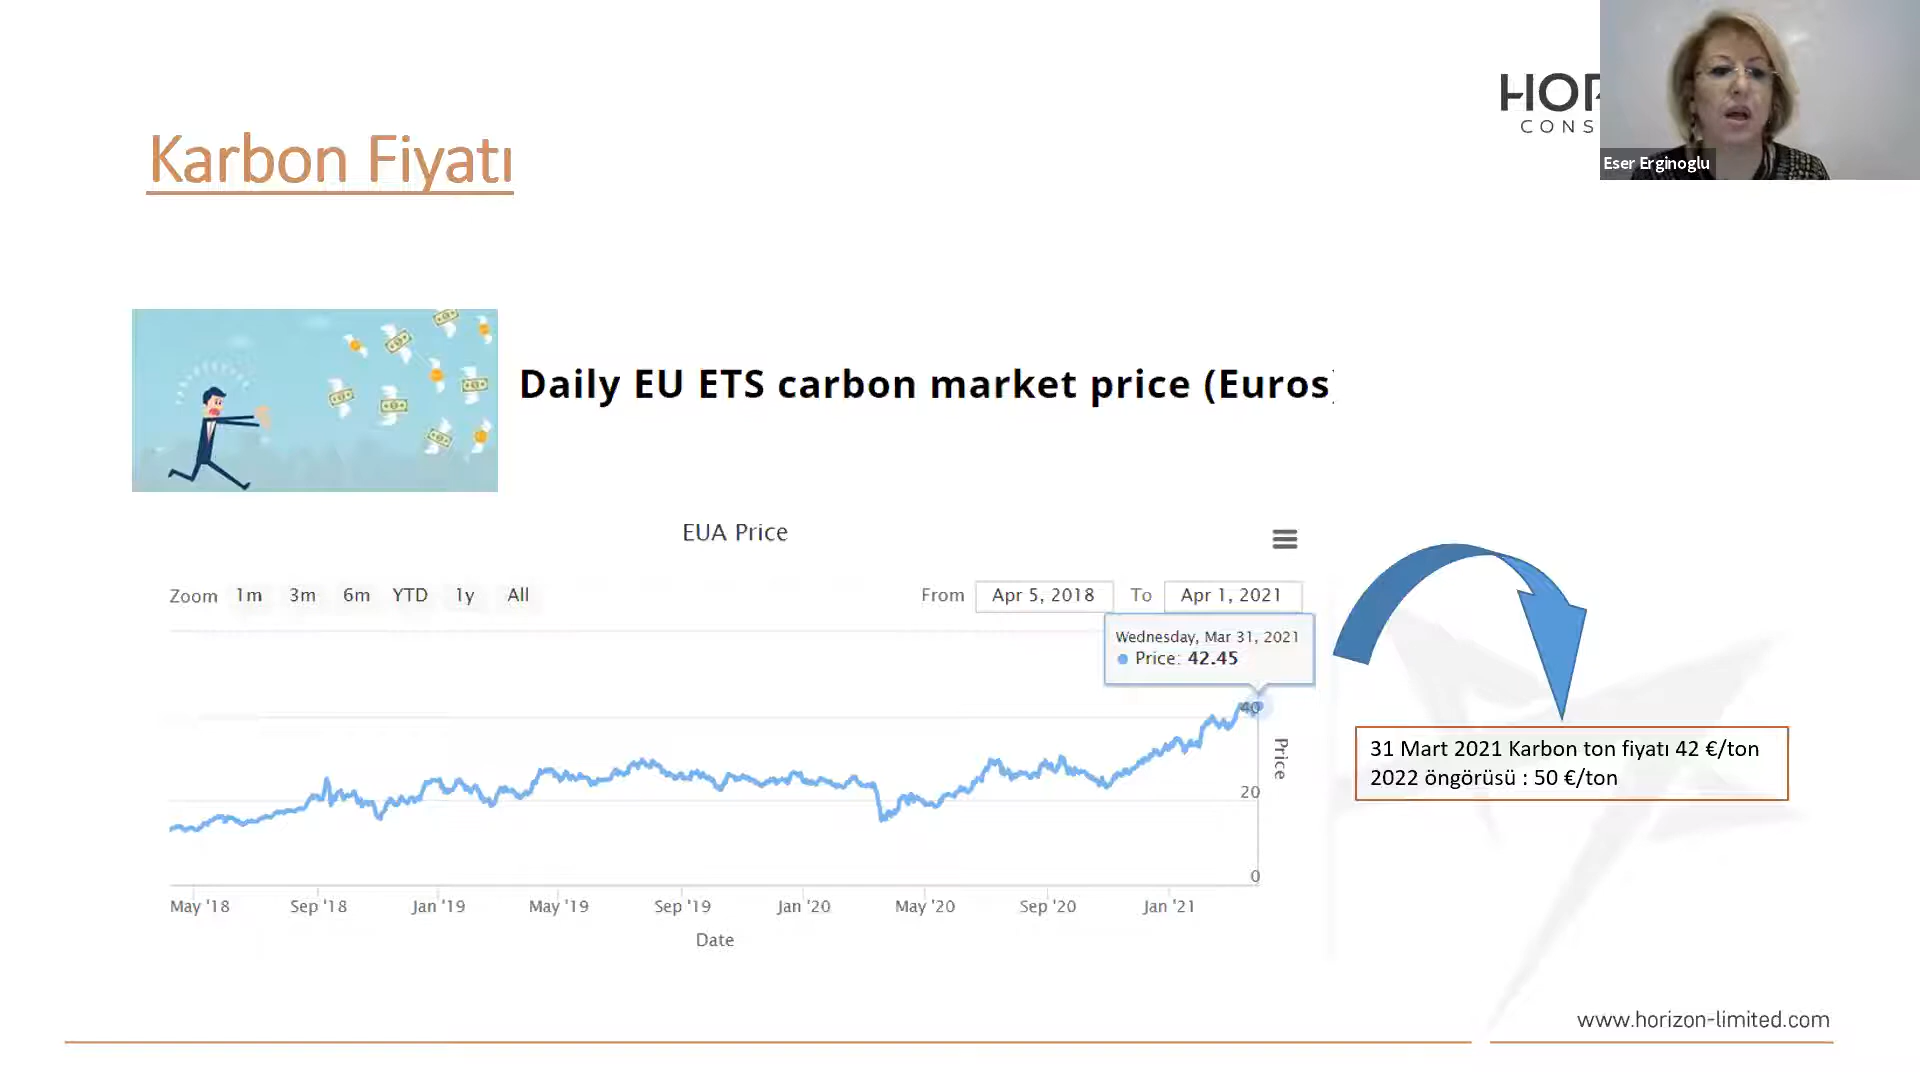 Eser Erginoglu
Karbon Fiyatı
Daily EU ETS carbon market price (Euros)
EUA Price
Zoom 1m 3m 6m YTD 1y All
From Apr 5, 2018 To Apr 1, 2021
Wednesday, Mar 31, 2021
Price: 42.45
40
Price
20
0
May '18 Sep '18 Jan '19 May '19 Sep '19 Jan '20 May '20 Sep '20 Jan '21
Date
31 Mart 2021 Karbon ton fiyatı 42 €/ton
2022 öngörüsü : 50 €/ton
www.horizon-limited.com